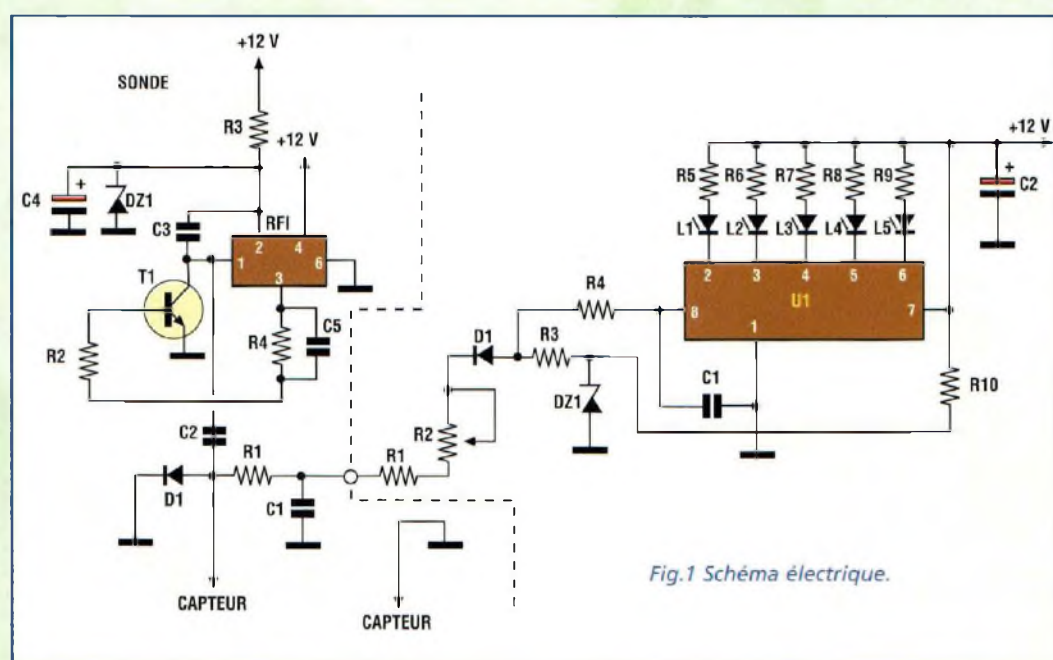 +12 V
SONDE
R3
+12 V
C4
+
DZ1
C3
RFI
2
4
1
6
3
T1
R2
R4
C5
C2
R1
D1
C1
CAPTEUR
R1
R2
D1
R4
R3
DZ1
C1
CAPTEUR
+12 V
R5
R6
R7
R8
R9
+
C2
L1
L2
L3
L4
L5
2
3
4
5
6
U1
8
7
1
R10
Fig.1 Schéma électrique.